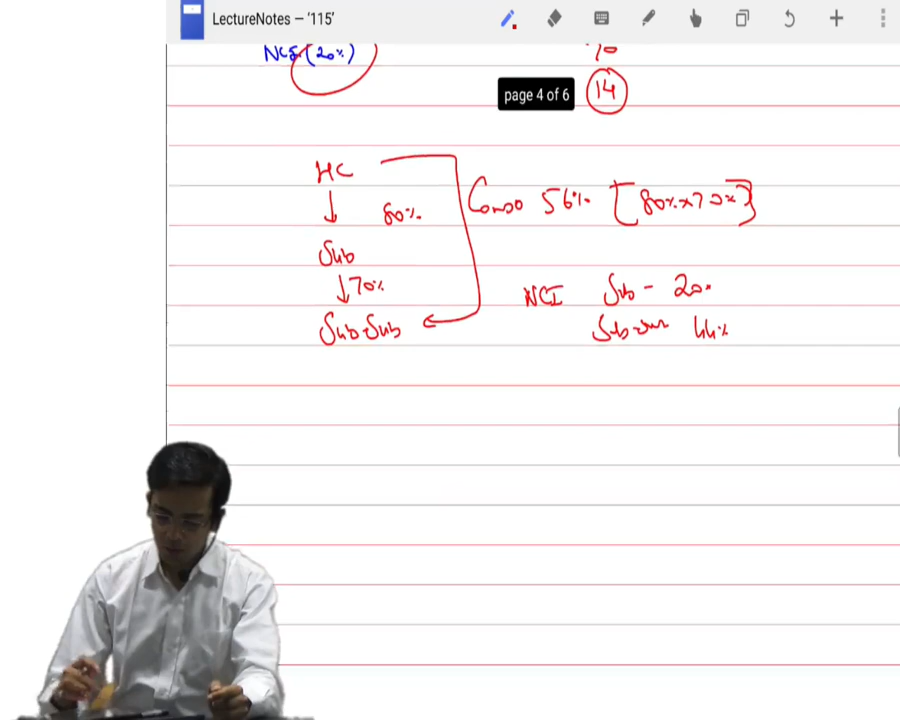 LectureNotes – ‘115’
NCI (20%)
page 4 of 6
14
HC
80%
Conso 56% [80% x 70%]
Sub
70%
NCI Sub - 20%
Sub-Sub
Sub-sub 44%